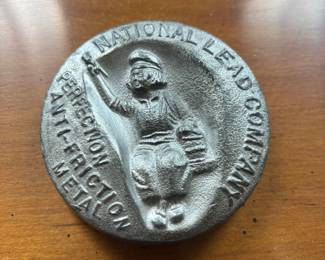 NATIONAL LEAD COMPANY
PERFECTION
ANTI-FRICTION
METAL